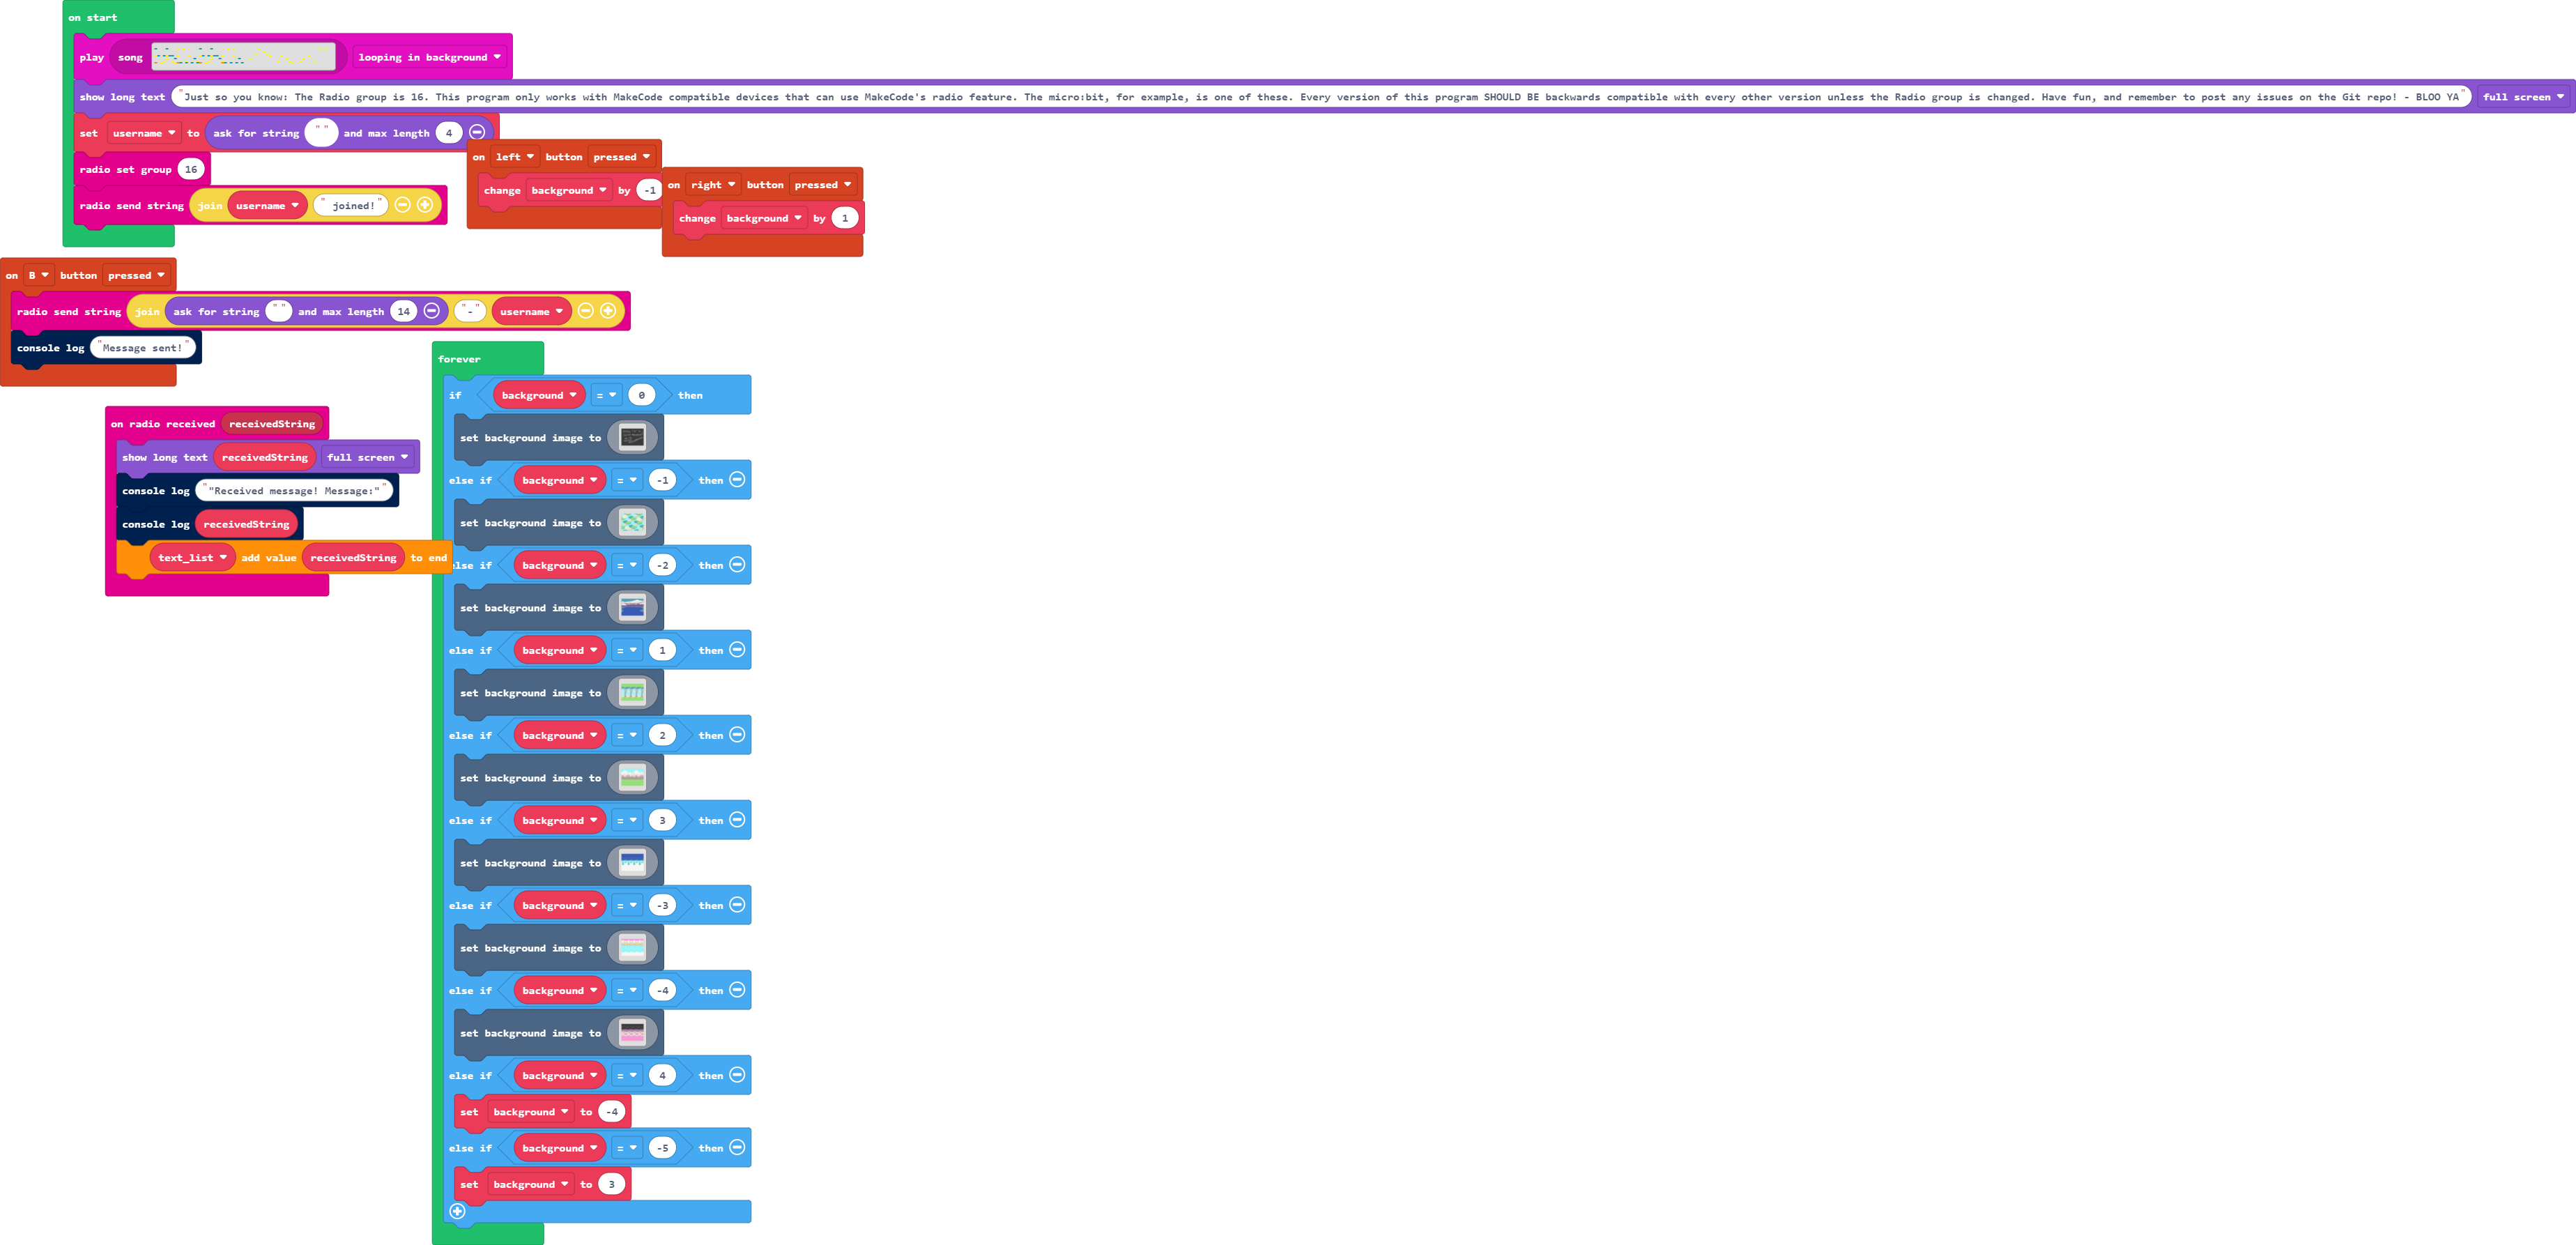 on start
play song looping in background
show long text "Just so you know: The Radio group is 16. This program only works with MakeCode compatible devices that can use MakeCode's radio feature. The micro:bit, for example, is one of these. Every version of this program SHOULD BE backwards compatible with every other version unless the Radio group is changed. Have fun, and remember to post any issues on the Git repo! - BLOO YA" full screen
set username to ask for string " " and max length 4
radio set group 16
radio send string join username " joined!"
on left button pressed
change background by -1
on right button pressed
change background by 1
on B button pressed
radio send string join ask for string " " and max length 14 "-" username
console log "Message sent!"
on radio received receivedString
show long text receivedString full screen
console log ""Received message! Message:""
console log receivedString
text_list add value receivedString to end
forever
if background = 0 then
set background image to
else if background = -1 then
set background image to
else if background = -2 then
set background image to
else if background = 1 then
set background image to
else if background = 2 then
set background image to
else if background = 3 then
set background image to
else if background = -3 then
set background image to
else if background = -4 then
set background image to
else if background = 4 then
set background to -4
else if background = -5 then
set background to 3